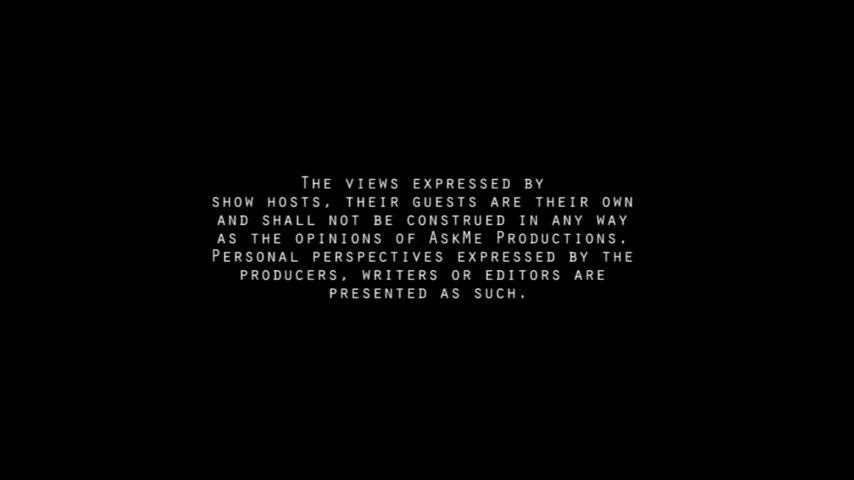 The views expressed by
show hosts, their guests are their own
and shall not be construed in any way
as the opinions of AskMe Productions.
Personal perspectives expressed by the
producers, writers or editors are
presented as such.